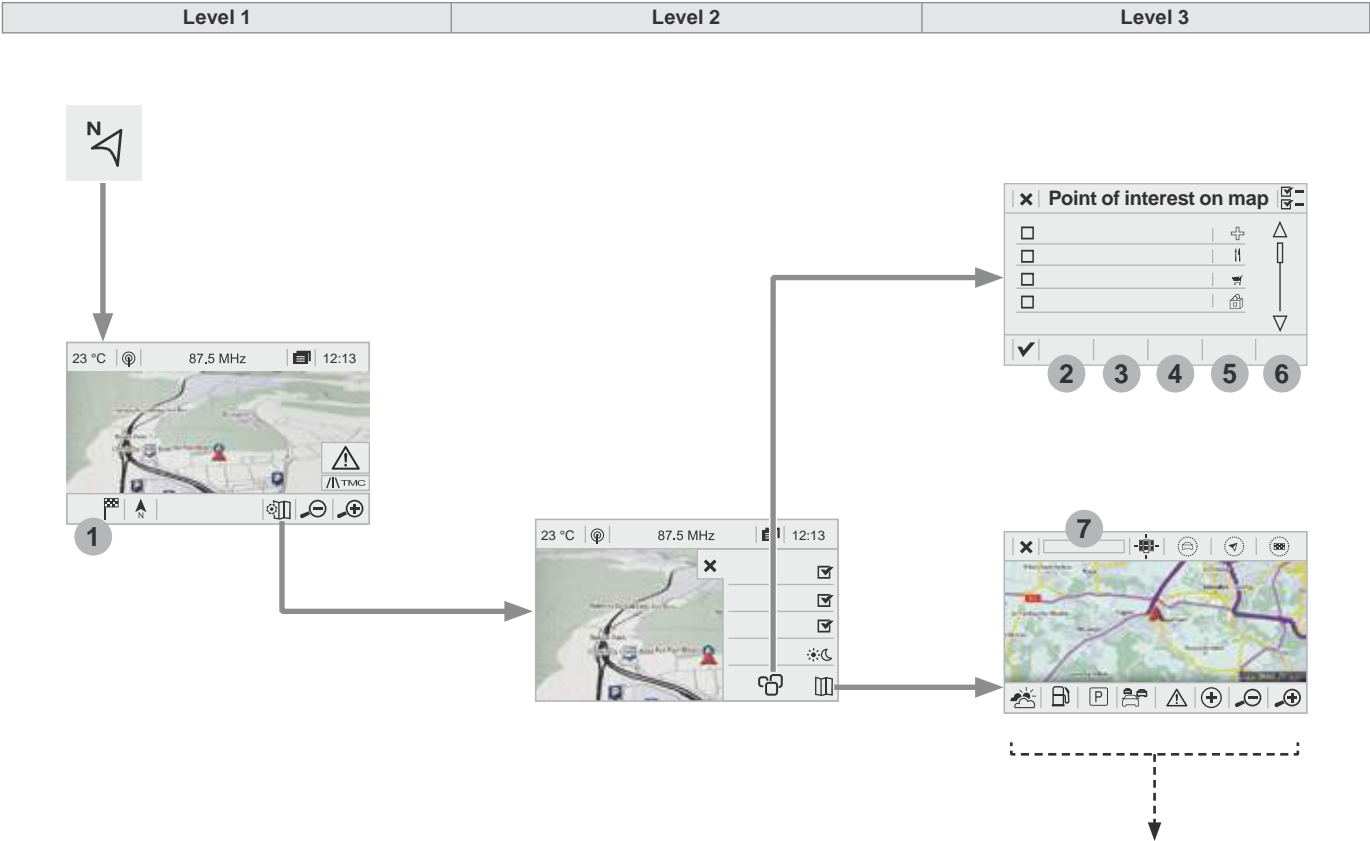 Level 1 Level 2 Level 3
N
Point of interest on map
23 °C 87.5 MHz 12:13
2 3 4 5 6
TMC
N
1
7
23 °C 87.5 MHz 12:13
P